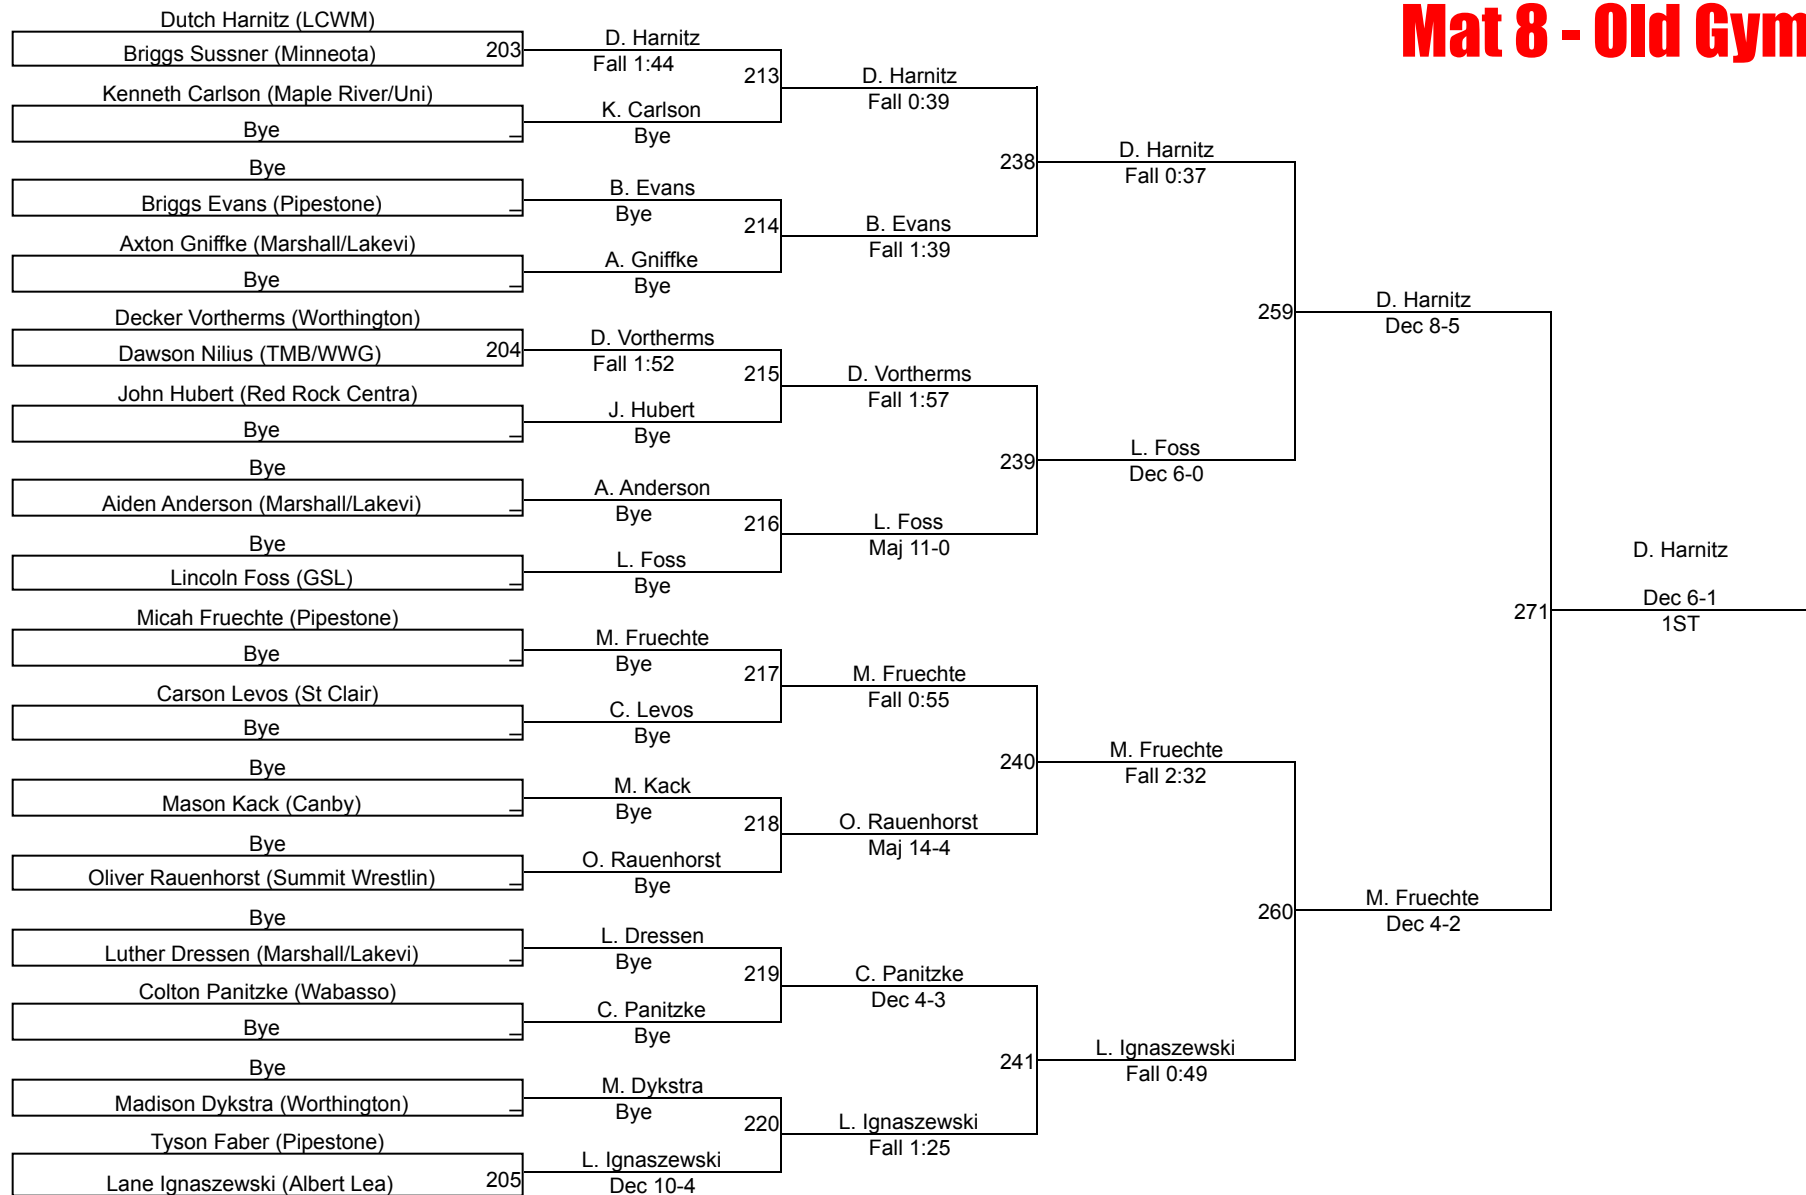 Mat 8 - Old Gym
Dutch Harnitz (LCWM)
Briggs Sussner (Minneota) 203
Kenneth Carlson (Maple River/Uni)
Bye _
Bye
Briggs Evans (Pipestone) _
Axton Gniffke (Marshall/Lakevi)
Bye _
Decker Vortherms (Worthington)
Dawson Nilius (TMB/WWG) 204
John Hubert (Red Rock Centra)
Bye _
Bye
Aiden Anderson (Marshall/Lakevi) _
Bye
Lincoln Foss (GSL) _
Micah Fruechte (Pipestone)
Bye _
Carson Levos (St Clair)
Bye _
Bye
Mason Kack (Canby) _
Bye
Oliver Rauenhorst (Summit Wrestlin) _
Bye
Luther Dressen (Marshall/Lakevi) _
Colton Panitzke (Wabasso)
Bye _
Bye
Madison Dykstra (Worthington) _
Tyson Faber (Pipestone)
Lane Ignaszewski (Albert Lea) 205
D. Harnitz
Fall 1:44
213
K. Carlson
Bye
B. Evans
Bye
214
A. Gniffke
Bye
D. Vortherms
Fall 1:52
215
J. Hubert
Bye
A. Anderson
Bye
216
L. Foss
Bye
M. Fruechte
Bye
217
C. Levos
Bye
M. Kack
Bye
218
O. Rauenhorst
Bye
L. Dressen
Bye
219
C. Panitzke
Bye
M. Dykstra
Bye
220
L. Ignaszewski
Dec 10-4
D. Harnitz
Fall 0:39
238
B. Evans
Fall 1:39
D. Vortherms
Fall 1:57
239
L. Foss
Maj 11-0
M. Fruechte
Fall 0:55
240
O. Rauenhorst
Maj 14-4
C. Panitzke
Dec 4-3
241
L. Ignaszewski
Fall 1:25
D. Harnitz
Fall 0:37
259
L. Foss
Dec 6-0
M. Fruechte
Fall 2:32
260
L. Ignaszewski
Fall 0:49
D. Harnitz
Dec 8-5
271
M. Fruechte
Dec 4-2
D. Harnitz
Dec 6-1
1ST